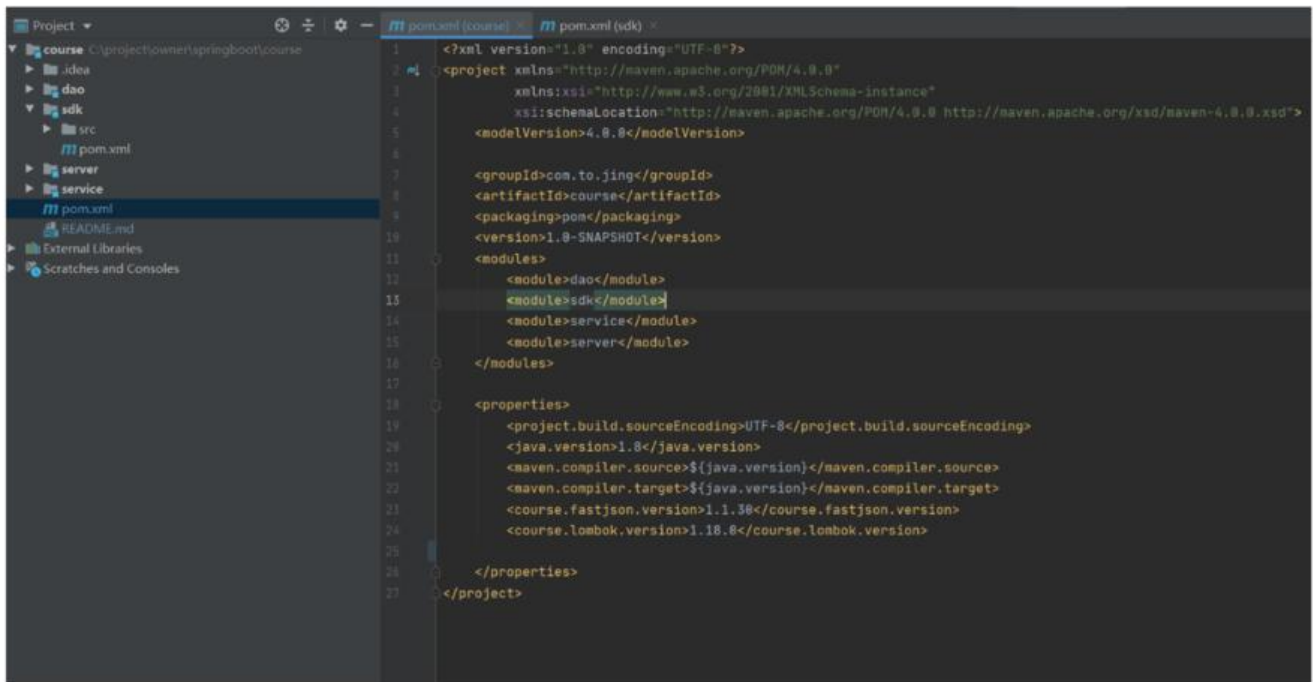 Project
course C:\project\owner\springboot\course
.idea
dao
sdk
src
pom.xml
server
service
pom.xml
README.md
External Libraries
Scratches and Consoles
pom.xml (course)
pom.xml (sdk)
1 <?xml version="1.0" encoding="UTF-8"?>
2 <project xmlns="http://maven.apache.org/POM/4.0.0"
3 xmlns:xsi="http://www.w3.org/2001/XMLSchema-instance"
4 xsi:schemaLocation="http://maven.apache.org/POM/4.0.0 http://maven.apache.org/xsd/maven-4.0.0.xsd">
5 <modelVersion>4.0.0</modelVersion>
6
7 <groupId>com.to.jing</groupId>
8 <artifactId>course</artifactId>
9 <packaging>pom</packaging>
10 <version>1.0-SNAPSHOT</version>
11 <modules>
12 <module>dao</module>
13 <module>sdk</module>
14 <module>service</module>
15 <module>server</module>
16 </modules>
17
18 <properties>
19 <project.build.sourceEncoding>UTF-8</project.build.sourceEncoding>
20 <java.version>1.8</java.version>
21 <maven.compiler.source>${java.version}</maven.compiler.source>
22 <maven.compiler.target>${java.version}</maven.compiler.target>
23 <course.fastjson.version>1.1.30</course.fastjson.version>
24 <course.lombok.version>1.18.0</course.lombok.version>
25
26 </properties>
27 </project>